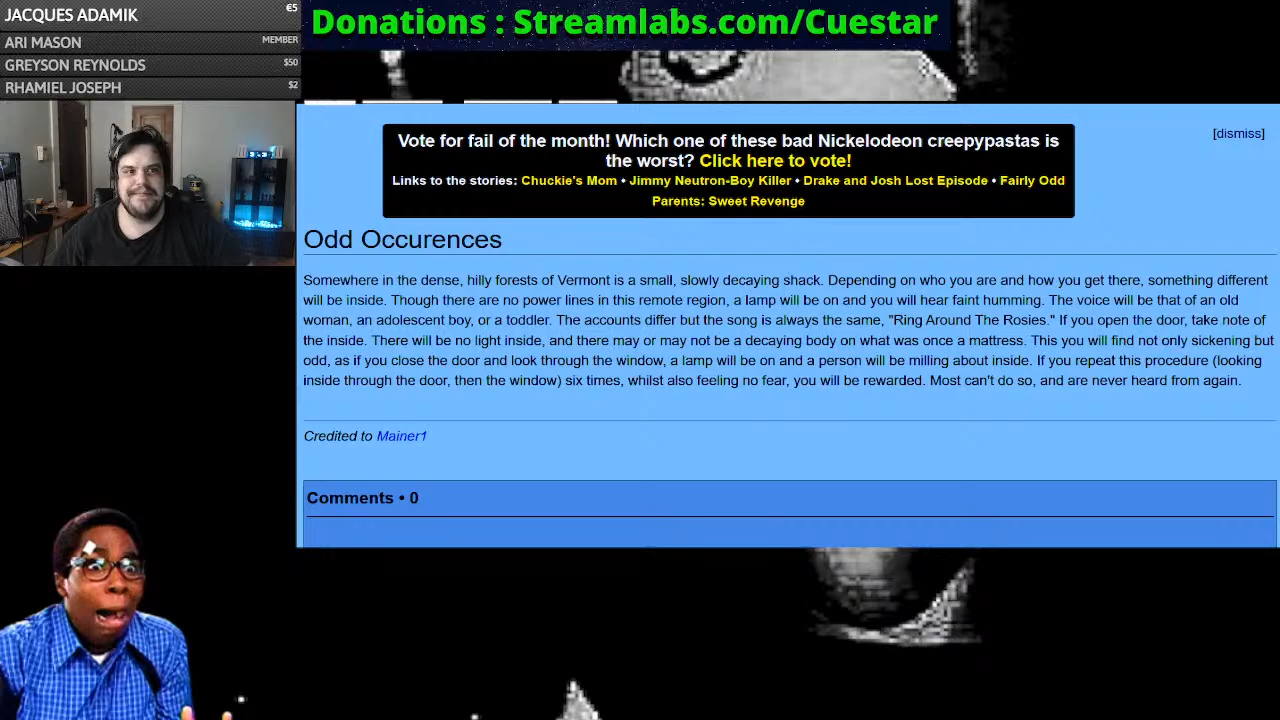 JACQUES ADAMIK €5
ARI MASON MEMBER
GREYSON REYNOLDS $50
RHAMIEL JOSEPH $2
Donations : Streamlabs.com/Cuestar
Vote for fail of the month! Which one of these bad Nickelodeon creepypastas is
the worst? Click here to vote!
[dismiss]
Links to the stories: Chuckie's Mom • Jimmy Neutron-Boy Killer • Drake and Josh Lost Episode • Fairly Odd
Parents: Sweet Revenge
Odd Occurences
Somewhere in the dense, hilly forests of Vermont is a small, slowly decaying shack. Depending on who you are and how you get there, something different
will be inside. Though there are no power lines in this remote region, a lamp will be on and you will hear faint humming. The voice will be that of an old
woman, an adolescent boy, or a toddler. The accounts differ but the song is always the same, "Ring Around The Rosies." If you open the door, take note of
the inside. There will be no light inside, and there may or may not be a decaying body on what was once a mattress. This you will find not only sickening but
odd, as if you close the door and look through the window, a lamp will be on and a person will be milling about inside. If you repeat this procedure (looking
inside through the door, then the window) six times, whilst also feeling no fear, you will be rewarded. Most can't do so, and are never heard from again.
Credited to Mainer1
Comments • 0